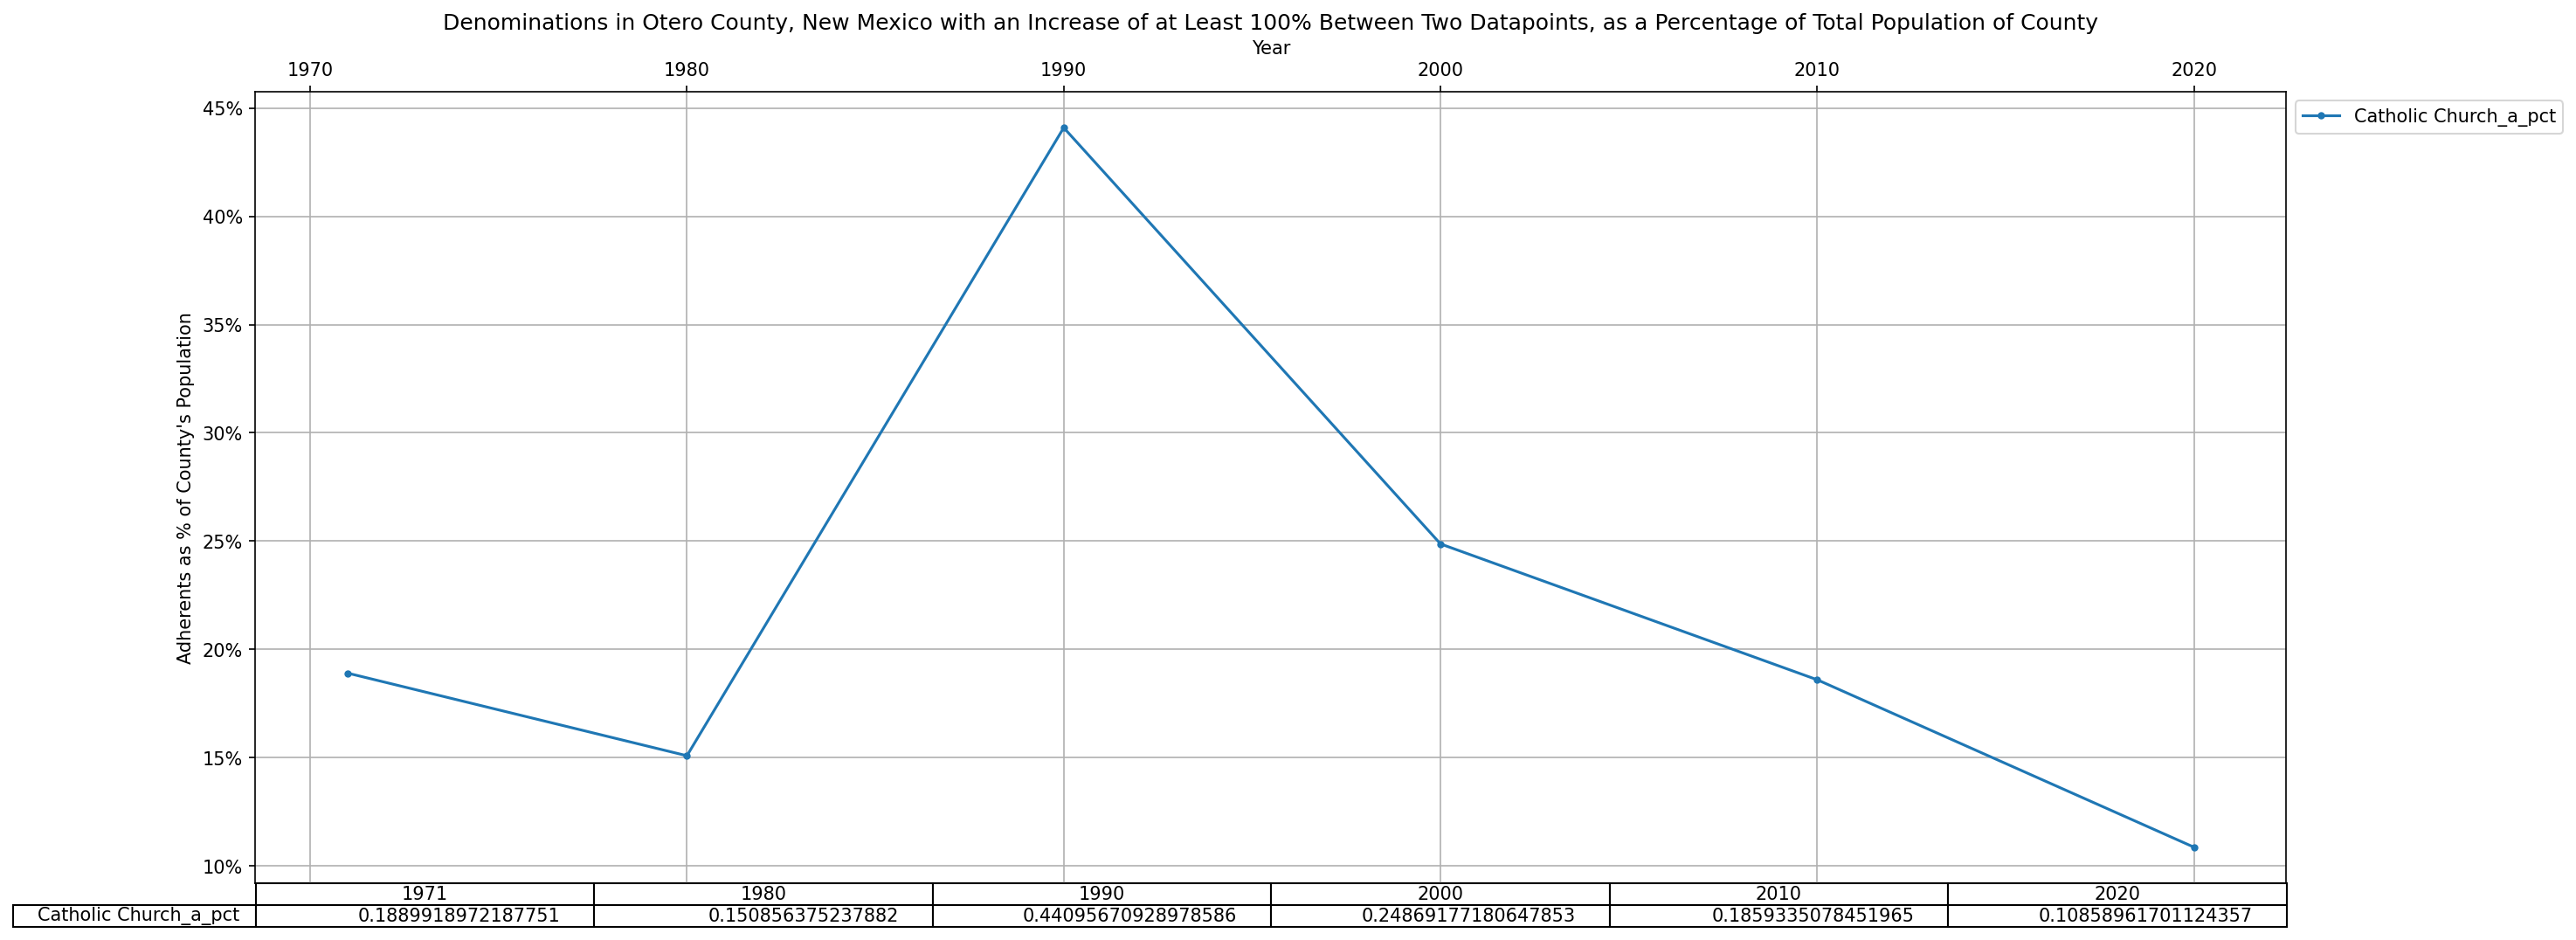 Denominations in Otero County, New Mexico with an Increase of at Least 100% Between Two Datapoints, as a Percentage of Total Population of County
Year
1970 1980 1990 2000 2010 2020
Catholic Church_a_pct
Adherents as % of County's Population
45%
40%
35%
30%
25%
20%
15%
10%
1971 1980 1990 2000 2010 2020
Catholic Church_a_pct 0.1889918972187751 0.150856375237882 0.44095670928978586 0.24869177180647853 0.1859335078451965 0.10858961701124357